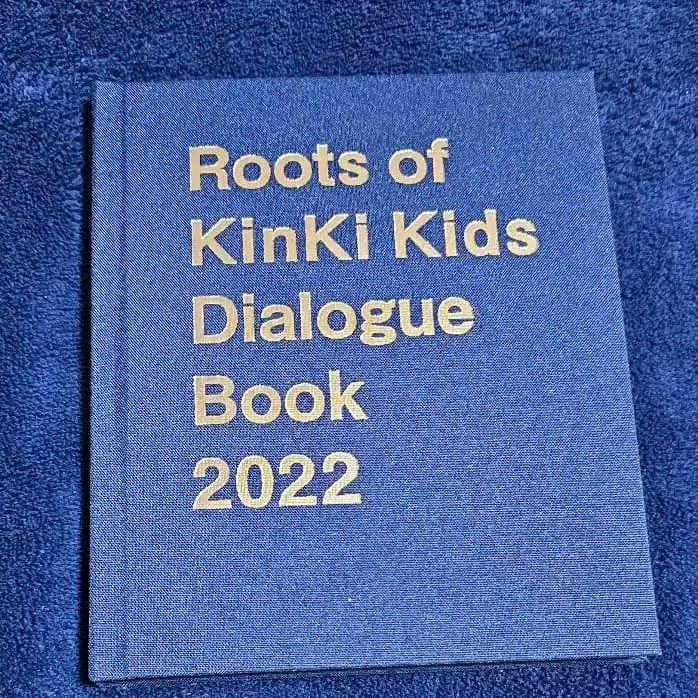 Roots of
KinKi Kids
Dialogue
Book
2022